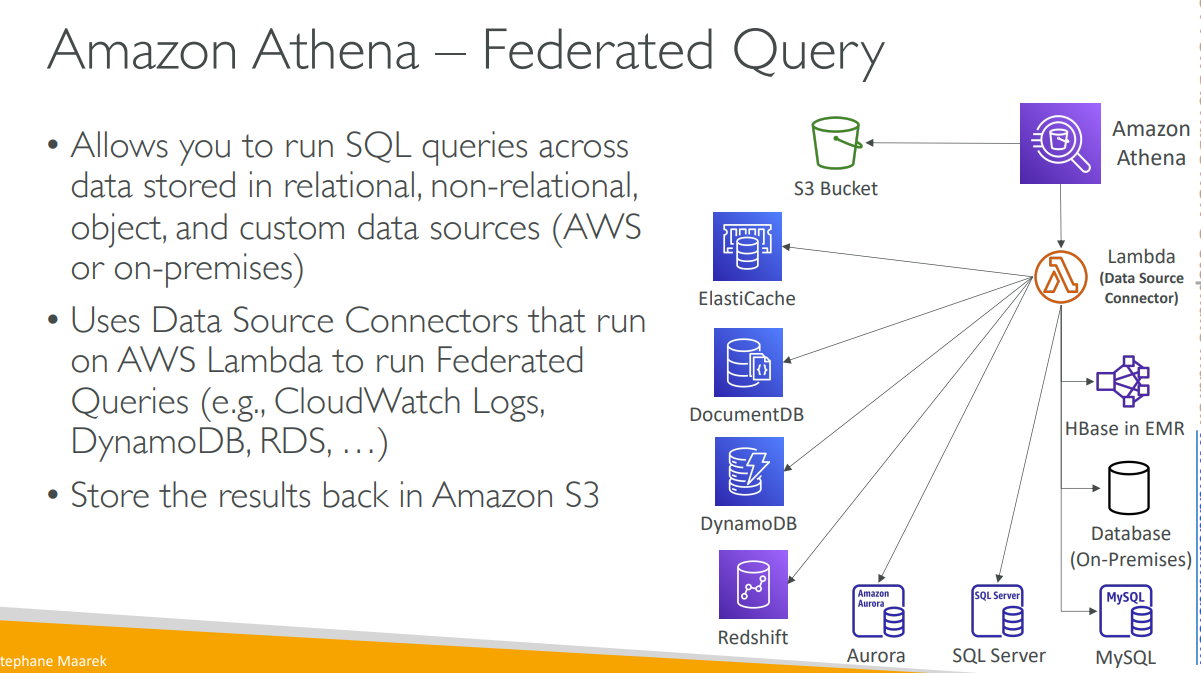 Amazon Athena – Federated Query
• Allows you to run SQL queries across
data stored in relational, non-relational,
object, and custom data sources (AWS
or on-premises)
• Uses Data Source Connectors that run
on AWS Lambda to run Federated
Queries (e.g., CloudWatch Logs,
DynamoDB, RDS, …)
• Store the results back in Amazon S3
Amazon
Athena
S3 Bucket
Lambda
(Data Source
Connector)
ElastiCache
DocumentDB
HBase in EMR
DynamoDB
Database
(On-Premises)
Redshift
Amazon
Aurora
Aurora
SQL Server
SQL Server
MySQL
MySQL
tephane Maarek